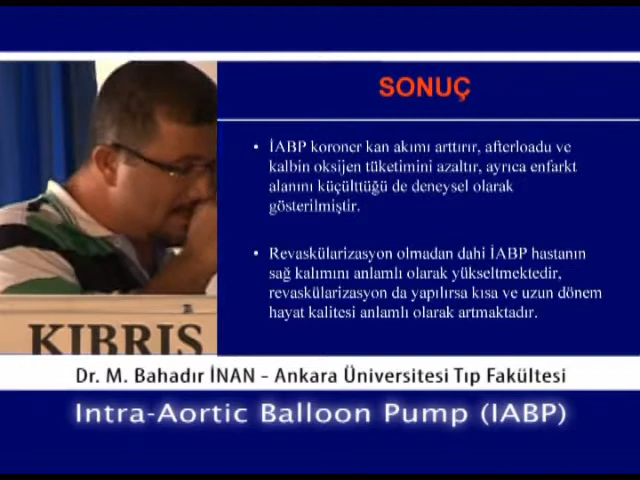 SONUÇ
• İABP koroner kan akımı arttırır, afterloadu ve
kalbin oksijen tüketimini azaltır, ayrıca enfarkt
alanını küçülttüğü de deneysel olarak
gösterilmiştir.
• Revaskülarizasyon olmadan dahi İABP hastanın
sağ kalımını anlamlı olarak yükseltmektedir,
revaskülarizasyon da yapılırsa kısa ve uzun dönem
hayat kalitesi anlamlı olarak artmaktadır.
KIBRIS
Dr. M. Bahadır İNAN - Ankara Üniversitesi Tıp Fakültesi
Intra-Aortic Balloon Pump (IABP)